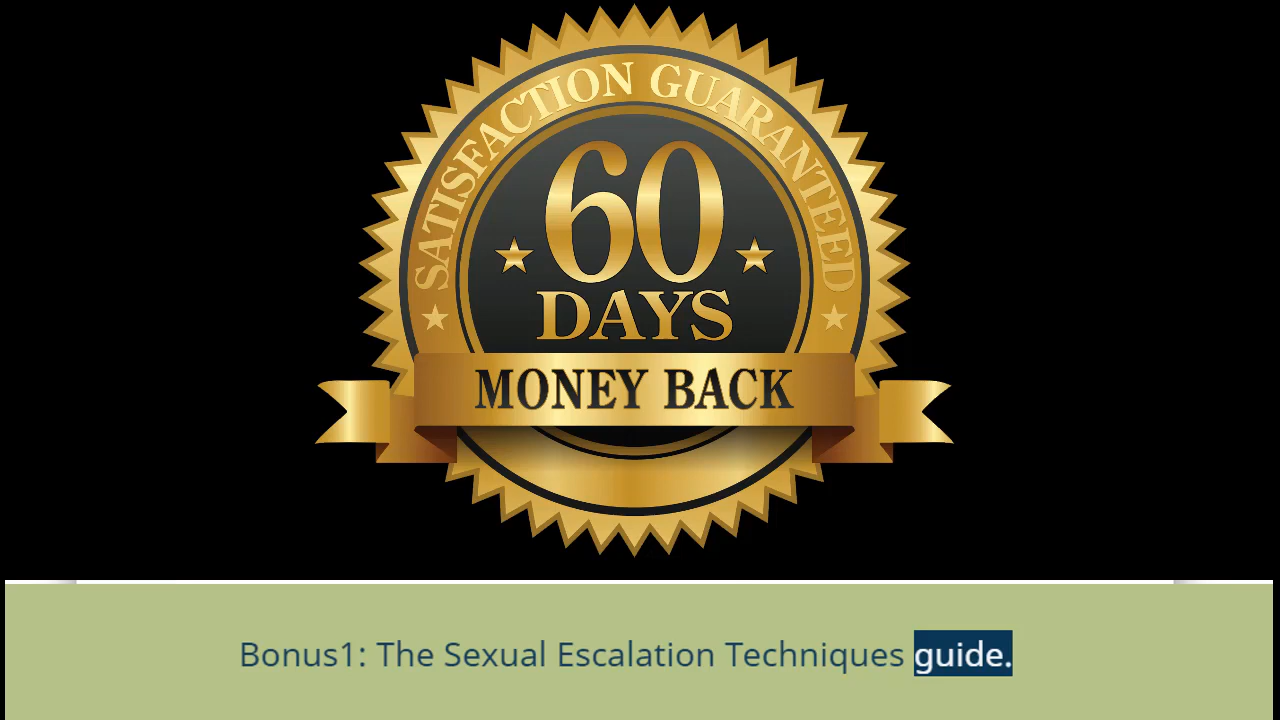 SATISFACTION GUARANTEED
60
DAYS
MONEY BACK
Bonus1: The Sexual Escalation Techniques guide.